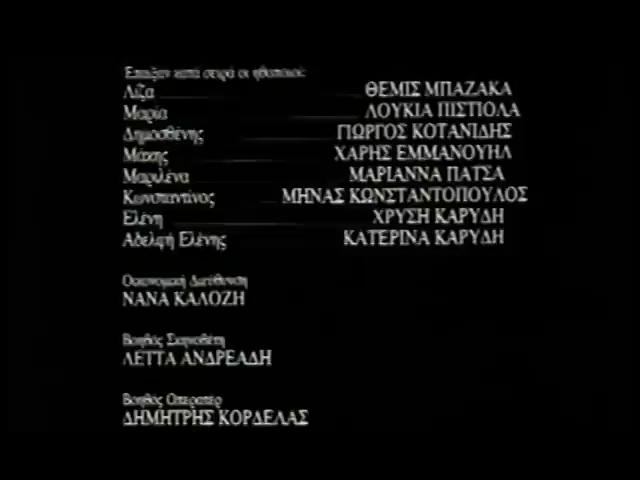 Έπαιξαν κατά σειρά οι ηθοποιοί:
Λίζα ΘΕΜΙΣ ΜΠΑΖΑΚΑ
Μαρία ΛΟΥΚΙΑ ΠΙΣΤΙΟΛΑ
Δημοσθένης ΓΙΩΡΓΟΣ ΚΟΤΑΝΙΔΗΣ
Μάκης ΧΑΡΗΣ ΕΜΜΑΝΟΥΗΛ
Μαριλένα ΜΑΡΙΑΝΝΑ ΠΑΤΣΑ
Κωνσταντίνος ΜΗΝΑΣ ΚΩΝΣΤΑΝΤΟΠΟΥΛΟΣ
Ελένη ΧΡΥΣΗ ΚΑΡΥΔΗ
Αδελφή Ελένης ΚΑΤΕΡΙΝΑ ΚΑΡΥΔΗ
Οικονομική Διεύθυνση
ΝΑΝΑ ΚΑΛΟΖΗ
Βοηθός Σκηνοθέτη
ΛΕΤΤΑ ΑΝΔΡΕΑΔΗ
Βοηθός Οπερατέρ
ΔΗΜΗΤΡΗΣ ΚΟΡΔΕΛΑΣ